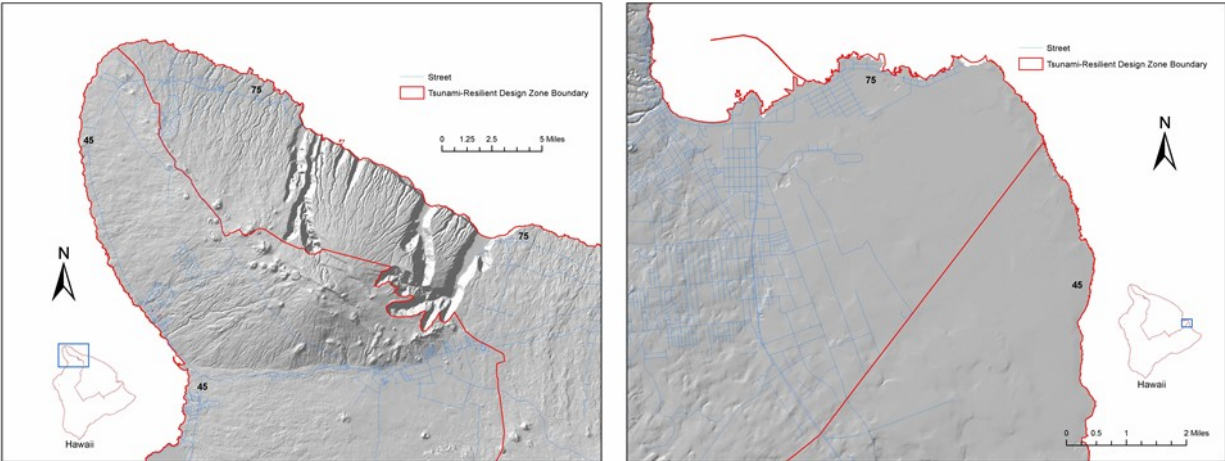 Street
75
Tsunami-Resilient Design Zone Boundary
0 1.25 2.5 5 Miles
45
75
N
45
Hawaii
Street
Tsunami-Resilient Design Zone Boundary
75
N
45
Hawaii
0 0.5 1 2 Miles